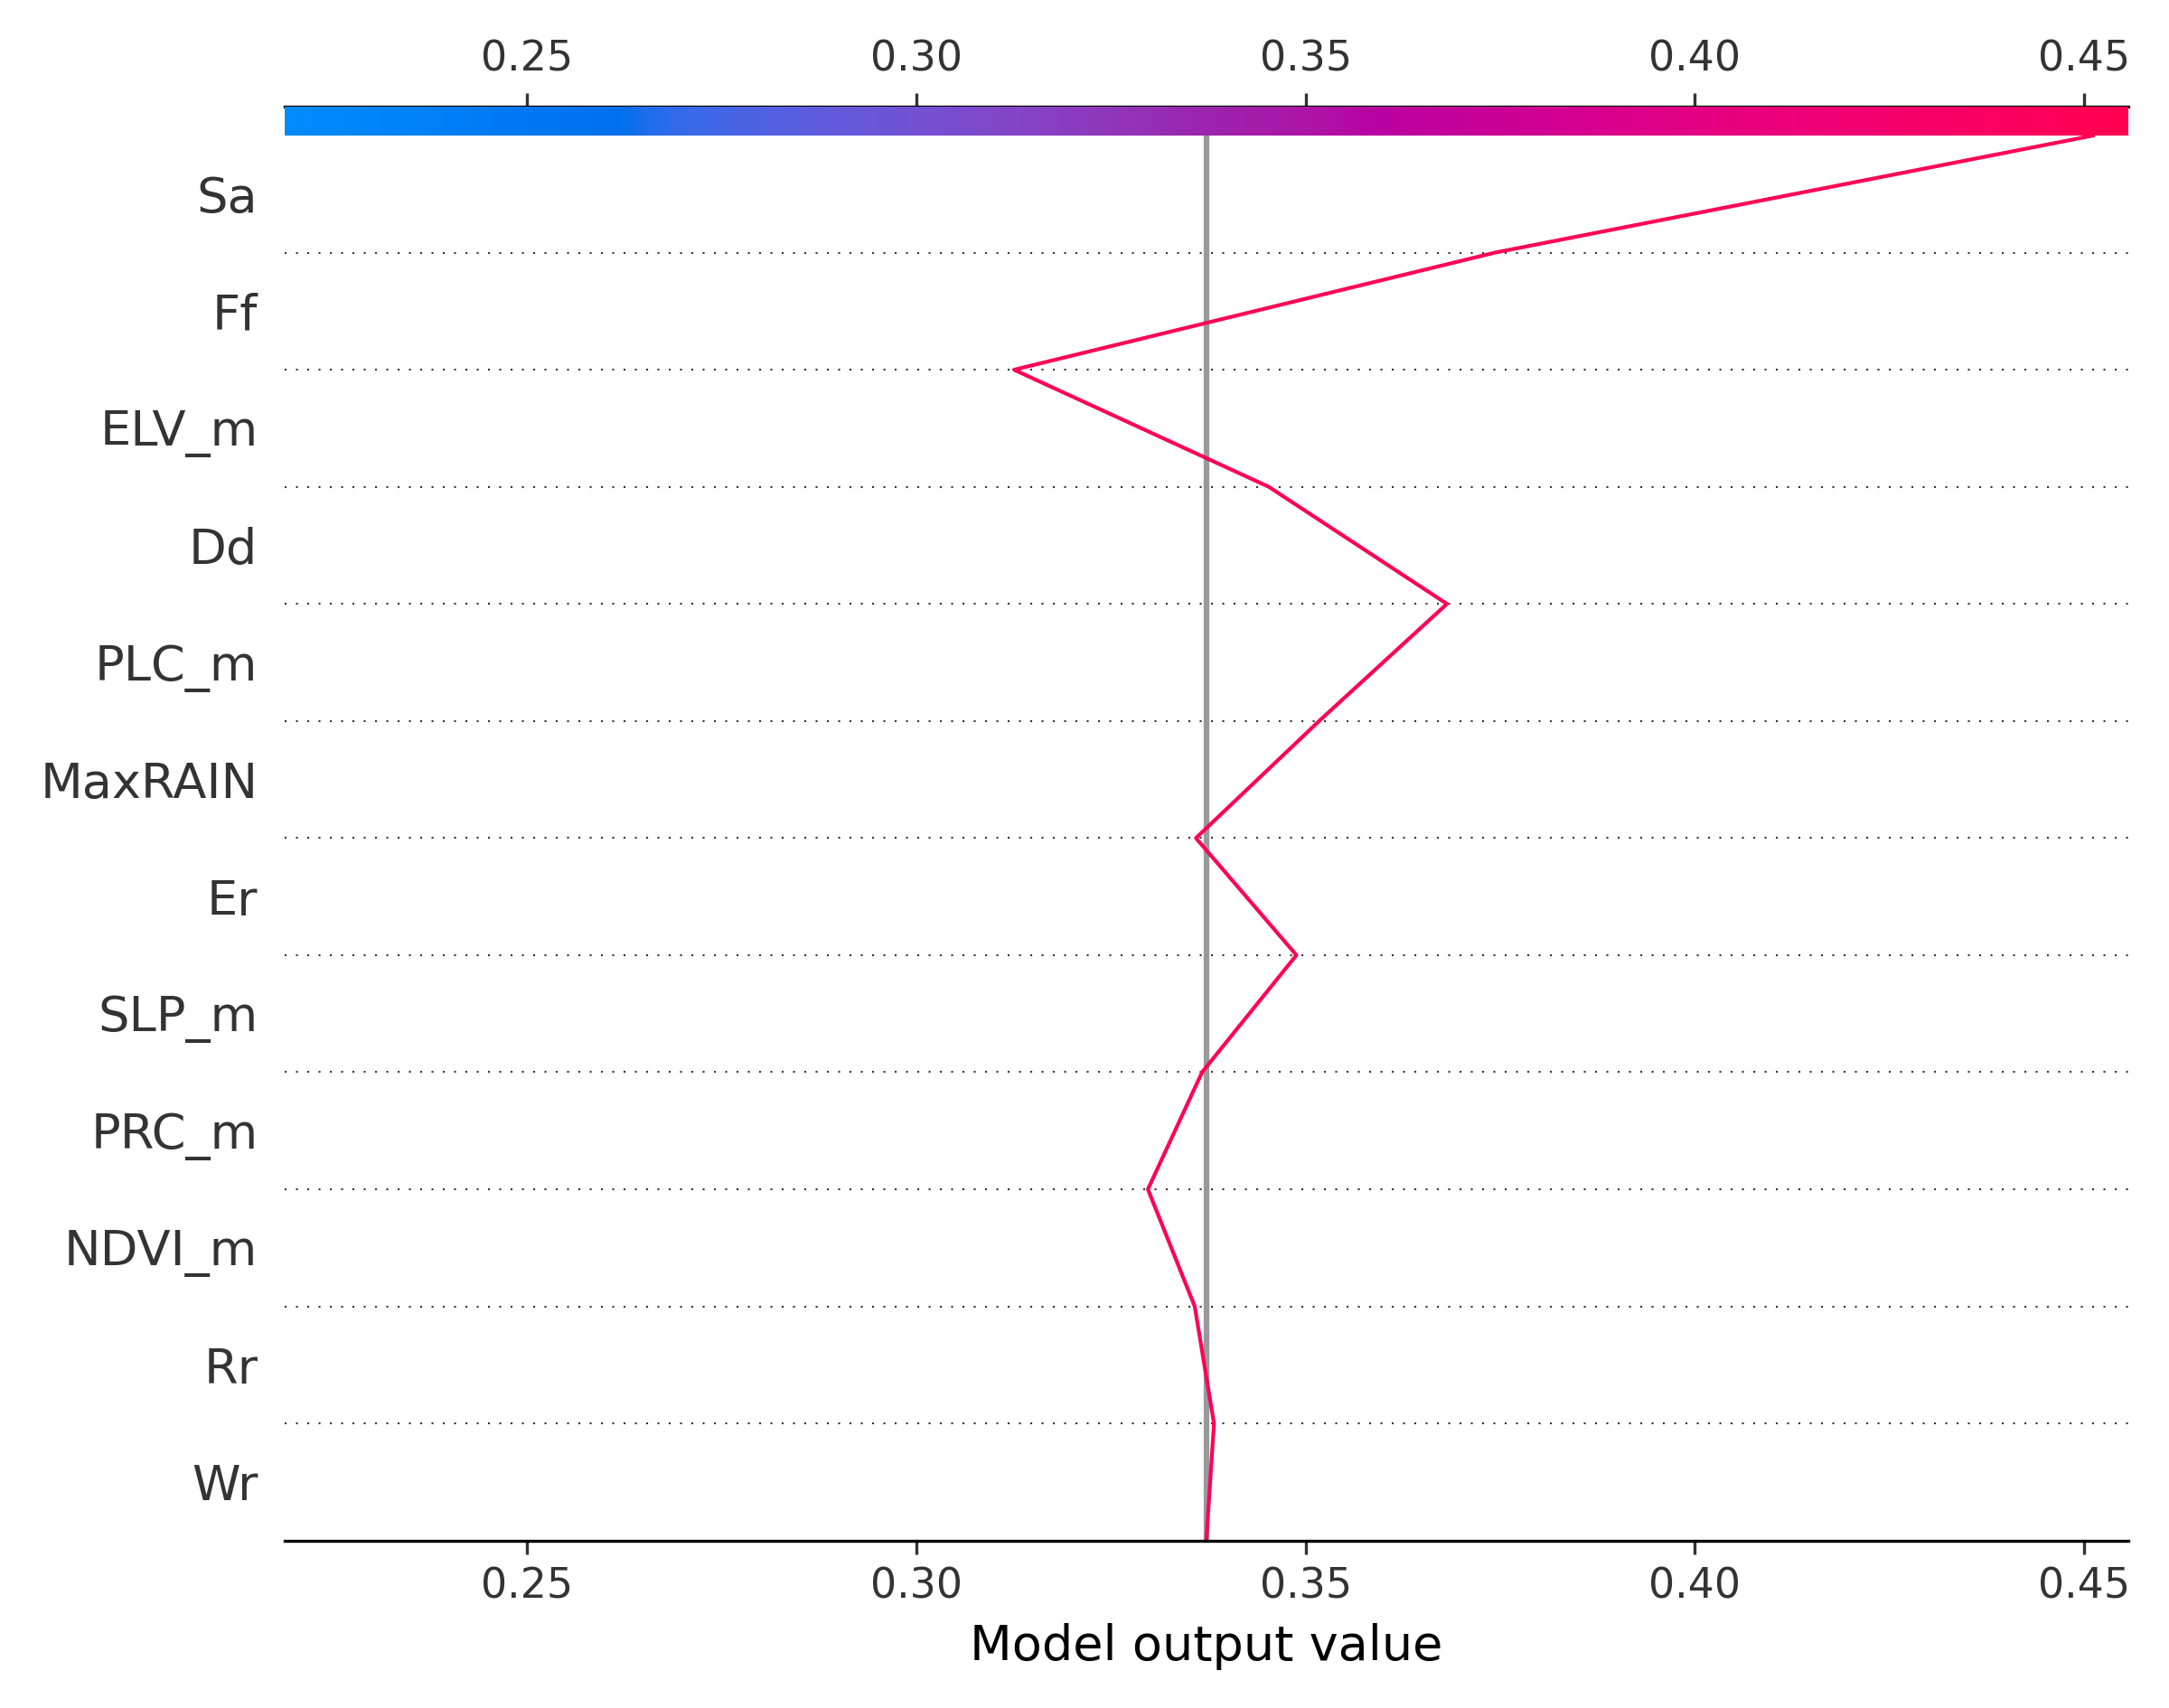 0.25 0.30 0.35 0.40 0.45
Sa
Ff
ELV_m
Dd
PLC_m
MaxRAIN
Er
SLP_m
PRC_m
NDVI_m
Rr
Wr
0.25 0.30 0.35 0.40 0.45
Model output value